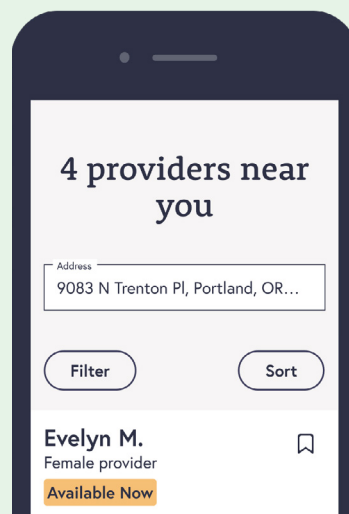 4 providers near
you
Address
9083 N Trenton Pl, Portland, OR...
Filter
Sort
Evelyn M.
Female provider
Available Now